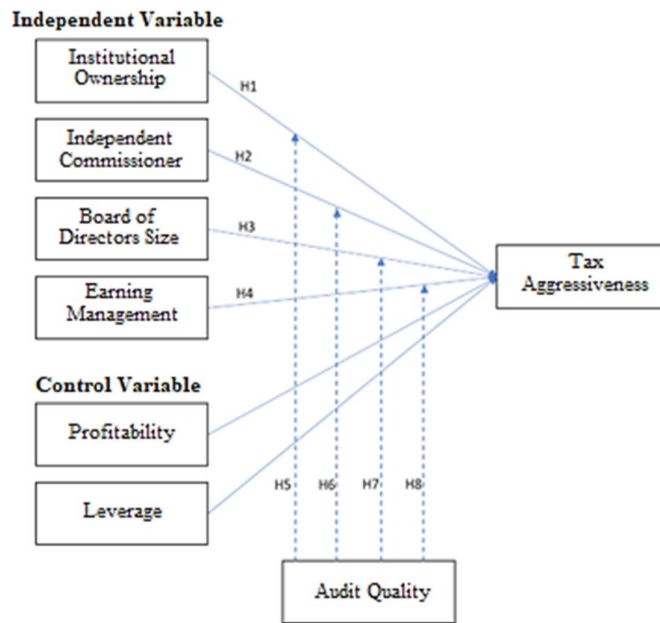 Independent Variable
Institutional
Ownership
H1
Independent
Commissioner
H2
Board of
Directors Size
H3
Earning
Management
H4
Tax
Aggressiveness
Control Variable
Profitability
Leverage
H5
H6
H7
H8
Audit Quality